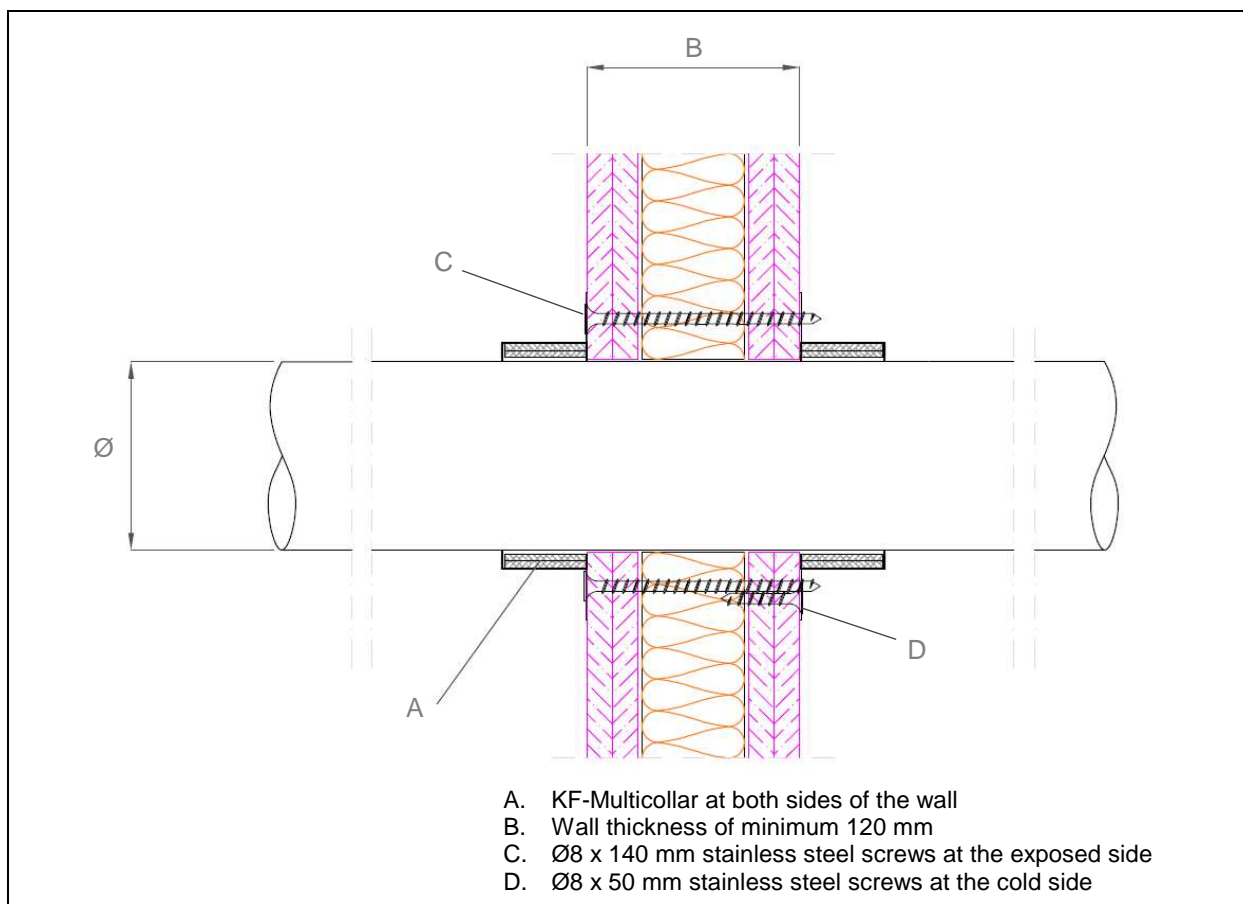 B
C
Ø
D
A
A. KF-Multicollar at both sides of the wall
B. Wall thickness of minimum 120 mm
C. Ø8 x 140 mm stainless steel screws at the exposed side
D. Ø8 x 50 mm stainless steel screws at the cold side